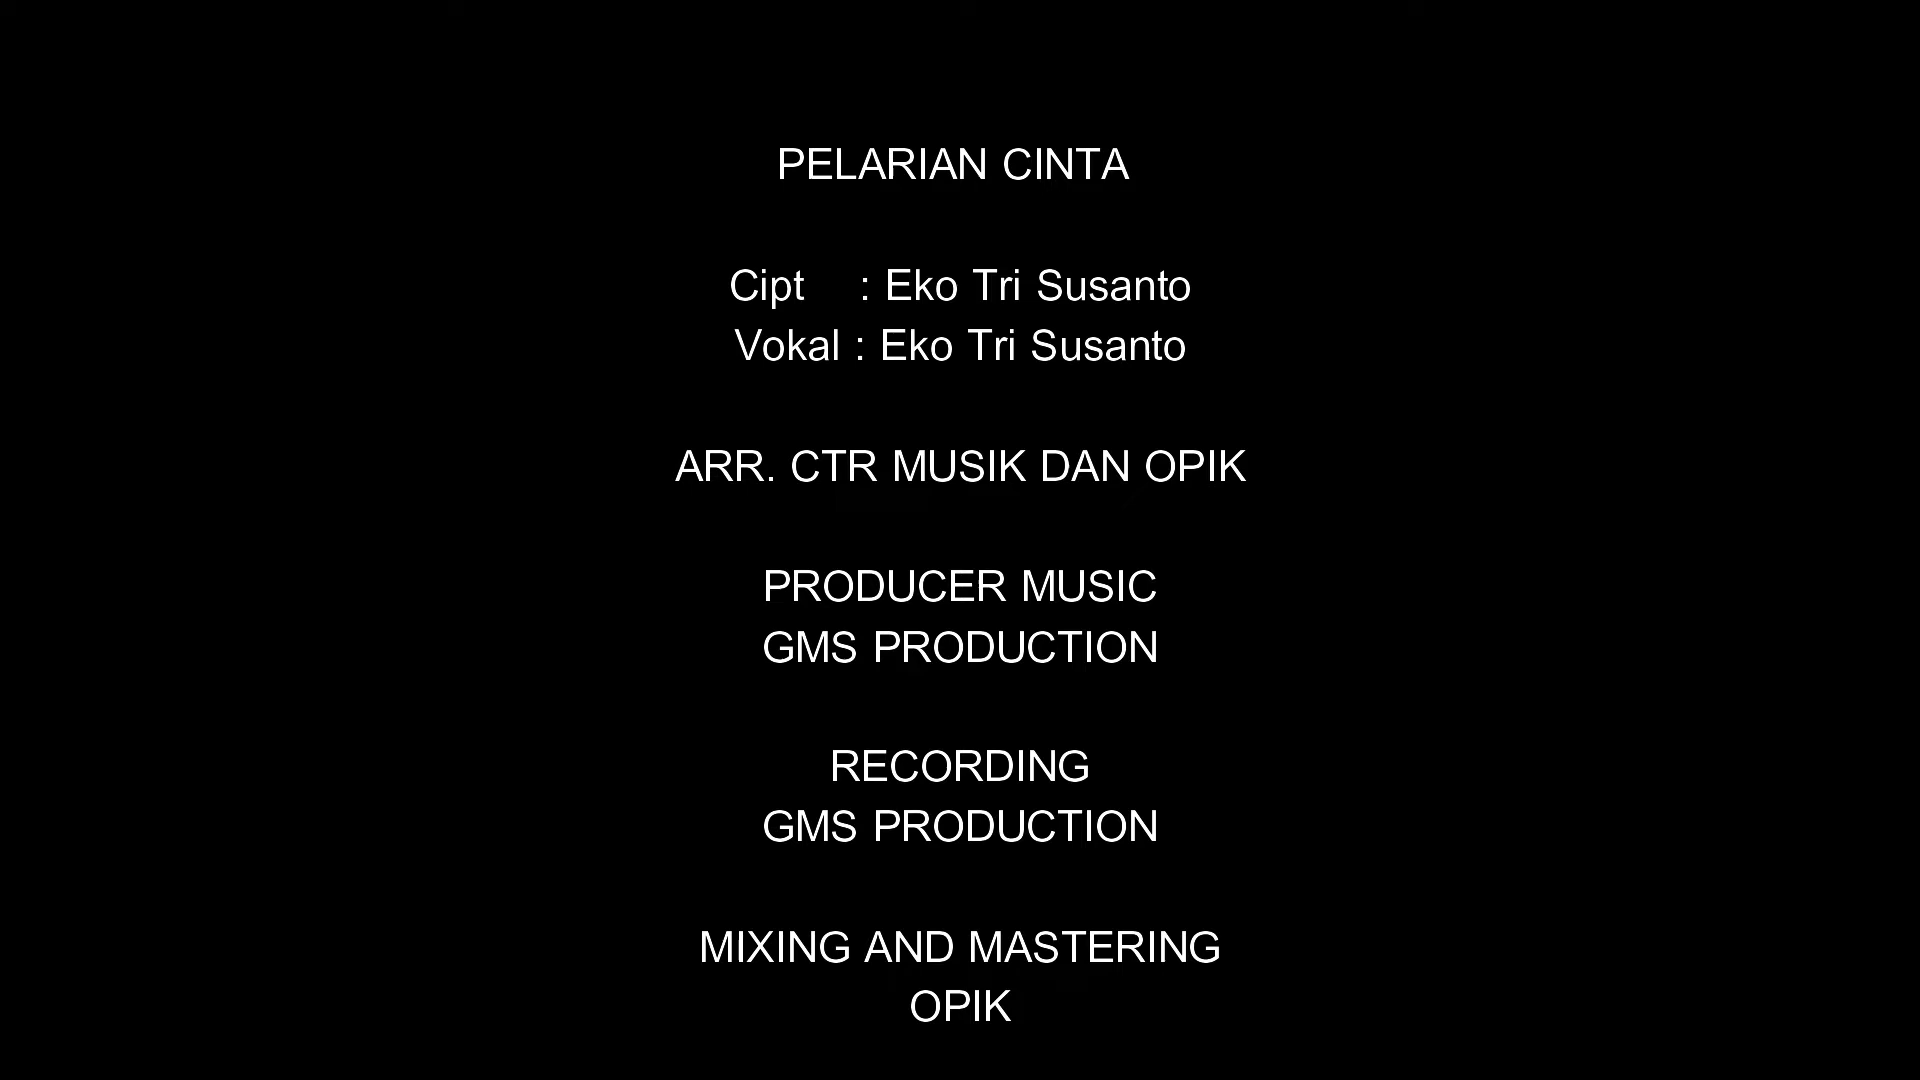 PELARIAN CINTA
Cipt : Eko Tri Susanto
Vokal : Eko Tri Susanto
ARR. CTR MUSIK DAN OPIK
PRODUCER MUSIC
GMS PRODUCTION
RECORDING
GMS PRODUCTION
MIXING AND MASTERING
OPIK